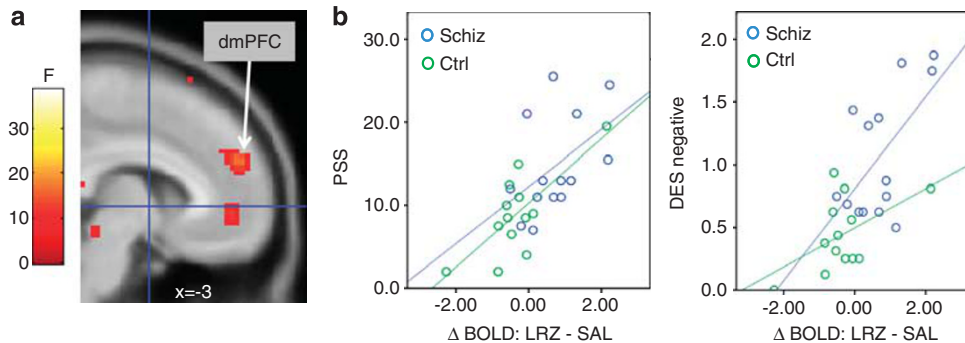 a
F
30
20
10
0
dmPFC
x=-3
b
PSS
30.0
20.0
10.0
0.0
Schiz
Ctrl
-2.00
0.00
2.00
Δ BOLD: LRZ - SAL
DES negative
2.0
1.5
1.0
0.5
0.0
Schiz
Ctrl
-2.00
0.00
2.00
Δ BOLD: LRZ - SAL